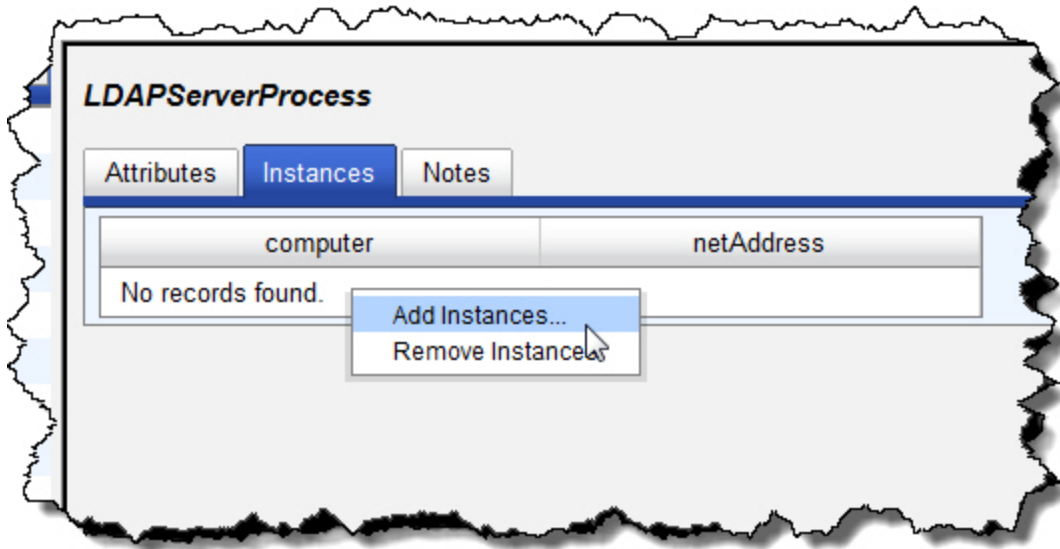 LDAPServerProcess
Attributes Instances Notes
computer netAddress
No records found.
Add Instances...
Remove Instances